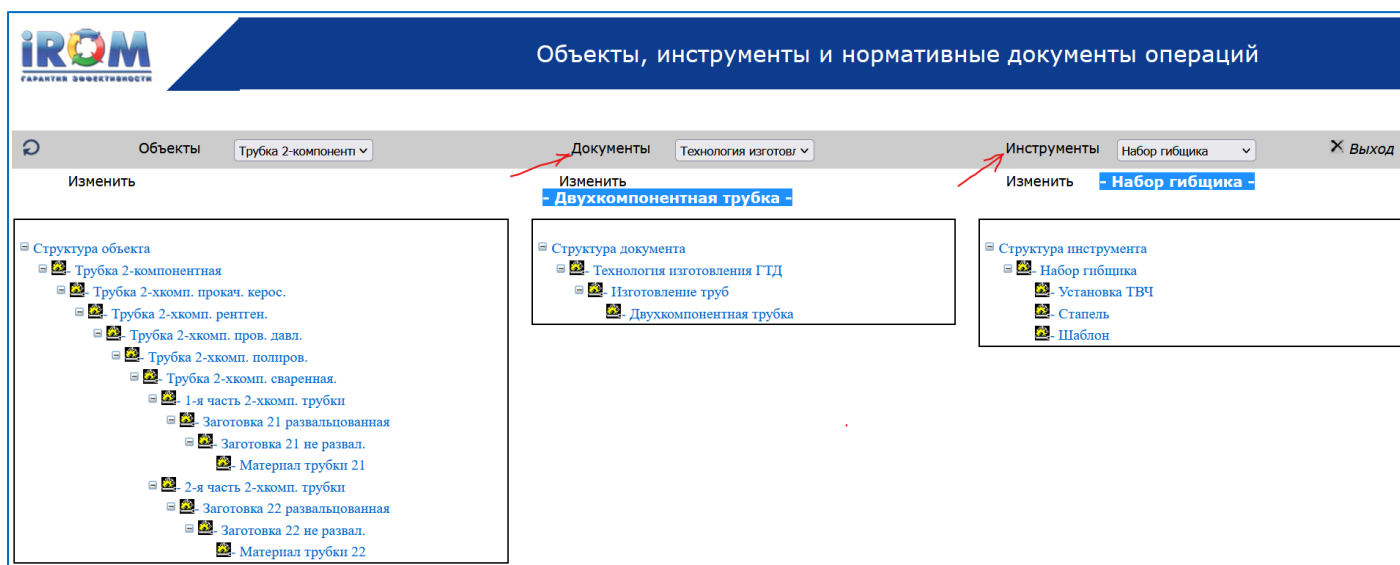 iROM
ГАРАНТИЯ ЭФФЕКТИВНОСТИ
Объекты, инструменты и нормативные документы операций
Объекты Трубка 2-компонентн Документы Технология изготовл Инструменты Набор гибщика Выход
Изменить Изменить Изменить - Набор гибщика -
- Двухкомпонентная трубка -
Структура объекта
- Трубка 2-компонентная
- Трубка 2-хкомп. прокач. керос.
- Трубка 2-хкомп. рентген.
- Трубка 2-хкомп. пров. давл.
- Трубка 2-хкомп. полиров.
- Трубка 2-хкомп. сваренная.
- 1-я часть 2-хкомп. трубки
- Заготовка 21 развальцованная
- Заготовка 21 не развал.
- Материал трубки 21
- 2-я часть 2-хкомп. трубки
- Заготовка 22 развальцованная
- Заготовка 22 не развал.
- Материал трубки 22
Структура документа
- Технология изготовления ГТД
- Изготовление труб
- Двухкомпонентная трубка
Структура инструмента
- Набор гибщика
- Установка ТВЧ
- Стапель
- Шаблон